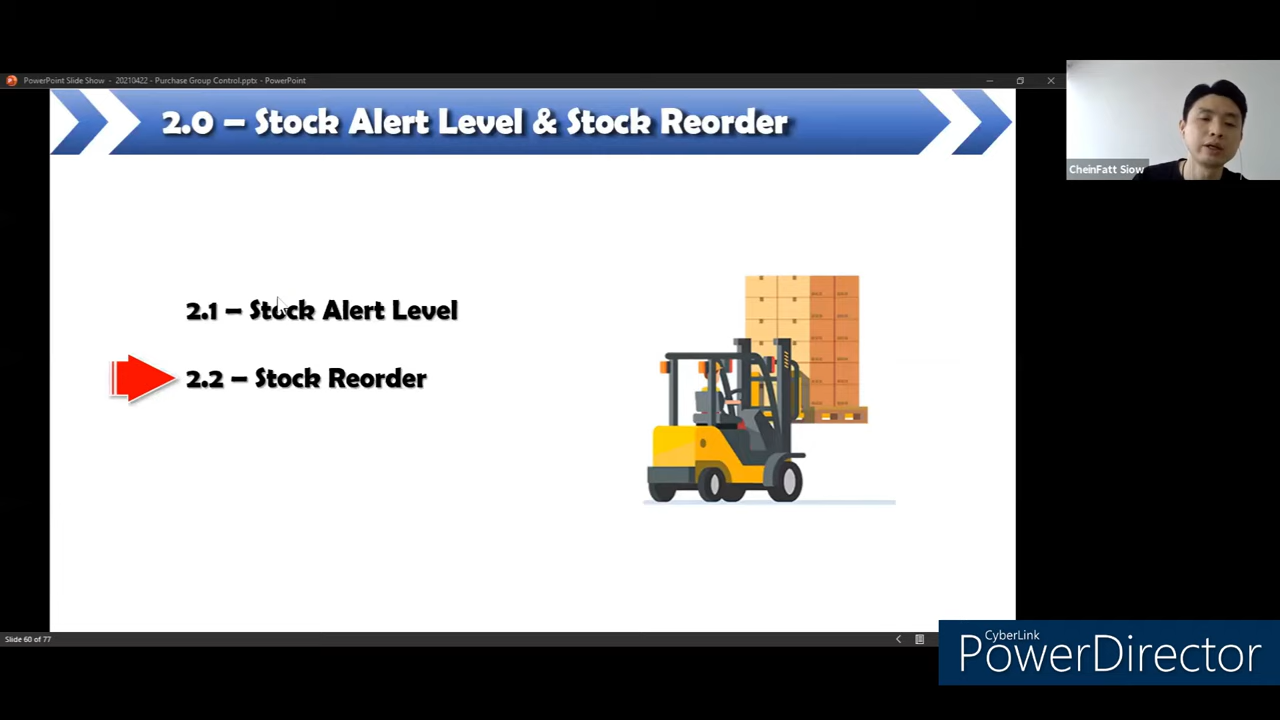 PowerPoint Slide Show - 20210422 - Purchase Group Control.pptx - PowerPoint
2.0 – Stock Alert Level & Stock Reorder
CheinFatt Siow
2.1 – Stock Alert Level
2.2 – Stock Reorder
Slide 60 of 77
CyberLink
PowerDirector